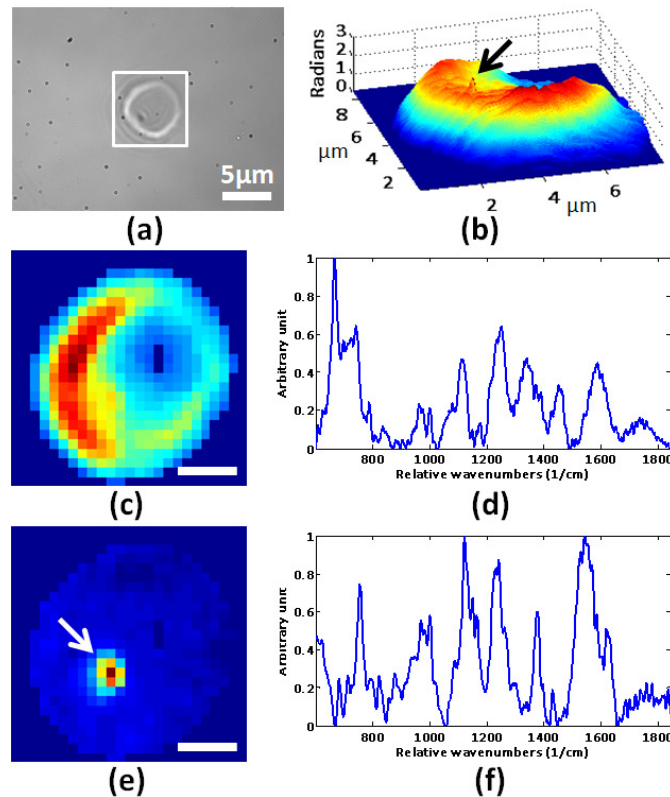 5μm
(a)
Radians
3
2
1
0
8
6
4
2
μm
2
4
6
μm
(b)
(c)
Arbitrary unit
1
0.8
0.6
0.4
0.2
0
800 1000 1200 1400 1600 1800
Relative wavenumbers (1/cm)
(d)
(e)
Arbitrary unit
1
0.8
0.6
0.4
0.2
0
800 1000 1200 1400 1600 1800
Relative wavenumbers (1/cm)
(f)